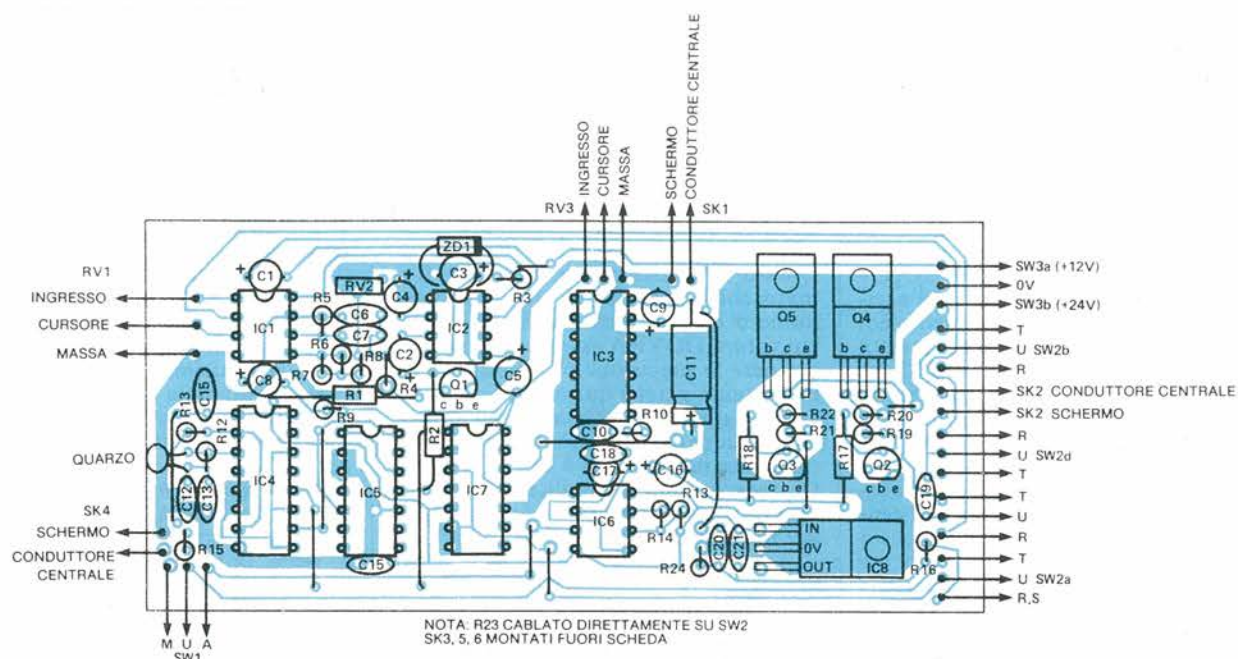 INGRESSO
CURSORE
MASSA
SCHERMO
CONDUTTORE CENTRALE
RV3
SK1
RV1
INGRESSO
CURSORE
MASSA
QUARZO
SK4
SCHERMO
CONDUTTORE
CENTRALE
M U A
SW1
SW3a (+12V)
0V
SW3b (+24V)
T
U SW2b
R
SK2 CONDUTTORE CENTRALE
SK2 SCHERMO
R
U SW2d
T
T
U
R
T
U SW2a
R,S
ZD1
+ C1
C3 +
R3
R5
RV2
C4 +
C6
C7
IC1
IC2
R6
R7
R8
C2
R4
+ C8
R1
Q1
c b e
C5 +
R9
R2
IC3
C9 +
C11 +
R10
C10
C18
C17 +
+ C16
Q5
b c e
Q4
b c e
R22
R21
R20
R19
R18
Q3
c b e
R17
Q2
c b e
C19
C15
R13
R12
C12
C13
R15
IC4
IC5
IC7
C15
IC6
R13
R14
R24
C20
C21
IN
0V
OUT
IC8
R16
NOTA: R23 CABLATO DIRETTAMENTE SU SW2
SK3, 5, 6 MONTATI FUORI SCHEDA